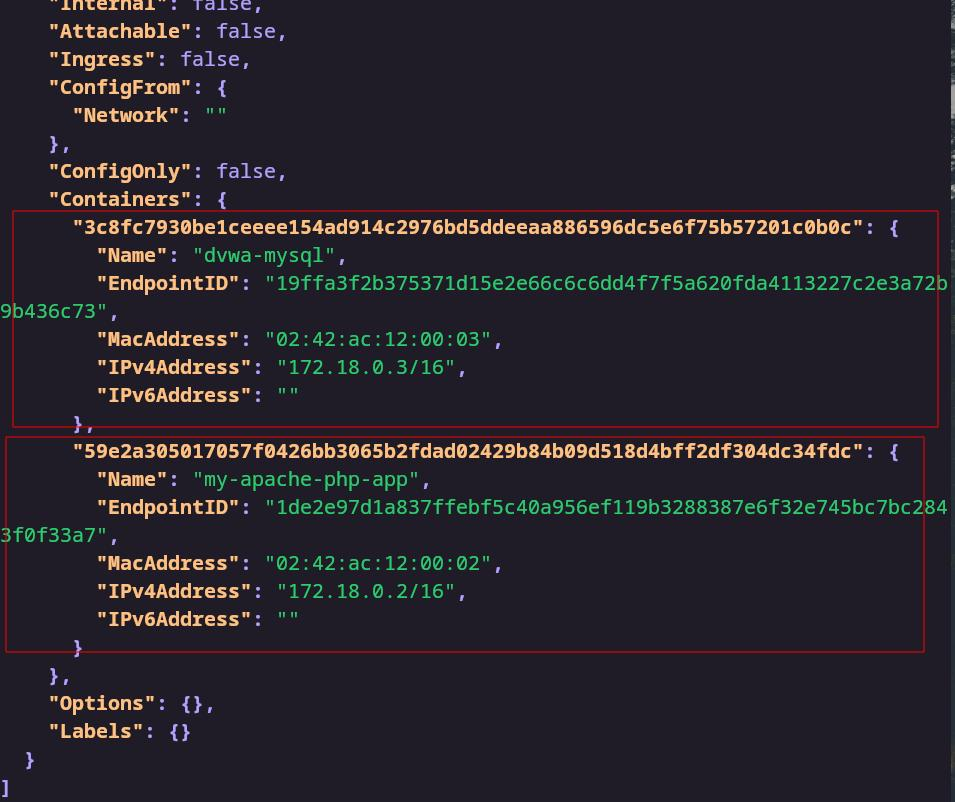 "Internal": false,
"Attachable": false,
"Ingress": false,
"ConfigFrom": {
"Network": ""
},
"ConfigOnly": false,
"Containers": {
"3c8fc7930be1ceeee154ad914c2976bd5ddeeaa886596dc5e6f75b57201c0b0c": {
"Name": "dvwa-mysql",
"EndpointID": "19ffa3f2b375371d15e2e66c6c6dd4f7f5a620fda4113227c2e3a72b
9b436c73",
"MacAddress": "02:42:ac:12:00:03",
"IPv4Address": "172.18.0.3/16",
"IPv6Address": ""
},
"59e2a305017057f0426bb3065b2fdad02429b84b09d518d4bff2df304dc34fdc": {
"Name": "my-apache-php-app",
"EndpointID": "1de2e97d1a837ffebf5c40a956ef119b3288387e6f32e745bc7bc284
3f0f33a7",
"MacAddress": "02:42:ac:12:00:02",
"IPv4Address": "172.18.0.2/16",
"IPv6Address": ""
}
},
"Options": {},
"Labels": {}
}
]